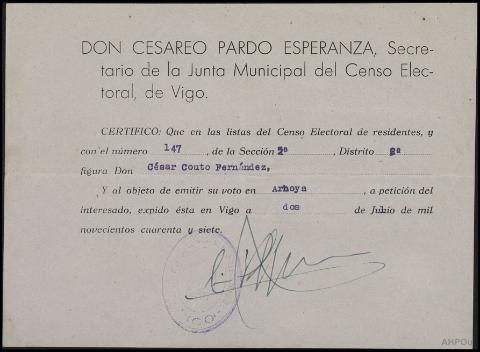 DON CESAREO PARDO ESPERANZA, Secre-
tario de la Junta Municipal del Censo Elec-
toral, de Vigo.
CERTIFICO: Que en las listas del Censo Electoral de residentes, y
con el número 147, de la Sección 2ª, Distrito 8ª
figura Don César Couto Fernández,
Y al objeto de emitir su voto en Arnoya, a petición del
interesado, expido ésta en Vigo a dos de Julio de mil
novecientos cuarenta y siete.
AHPOu